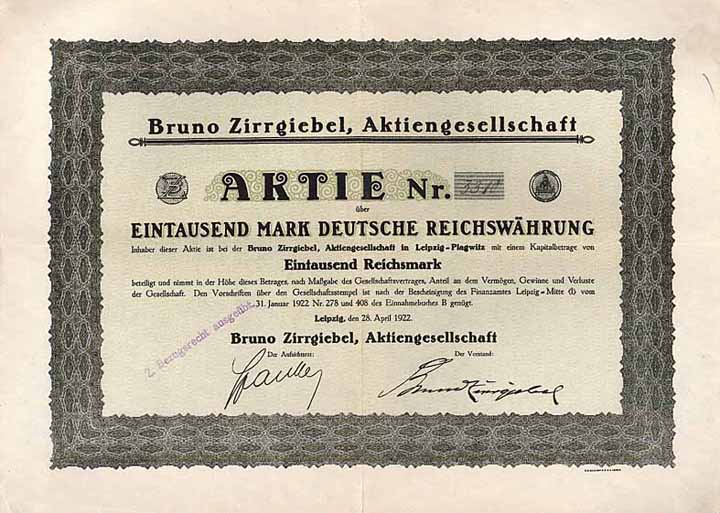 Bruno Zirrgiebel, Aktiengesellschaft
AKTIE Nr.
über
EINTAUSEND MARK DEUTSCHE REICHSWÄHRUNG
Inhaber dieser Aktie ist bei der Bruno Zirrgiebel, Aktiengesellschaft in Leipzig-Plagwitz mit einem Kapitalbetrage von
Eintausend Reichsmark
beteiligt und nimmt in der Höhe dieses Betrages, nach Maßgabe des Gesellschaftsvertrages, Anteil an dem Vermögen, Gewinne und Verluste
der Gesellschaft. Den Vorschriften über den Gesellschaftsstempel ist nach der Bescheinigung des Finanzamtes Leipzig-Mitte (I) vom
31. Januar 1922 Nr. 278 und 408 des Einnahmebuches B genügt.
Leipzig, den 28. April 1922.
2. Bezugsrecht ausgeübt.
Bruno Zirrgiebel, Aktiengesellschaft
Der Aufsichtsrat: Der Vorstand:
Bruno Zirrgiebel